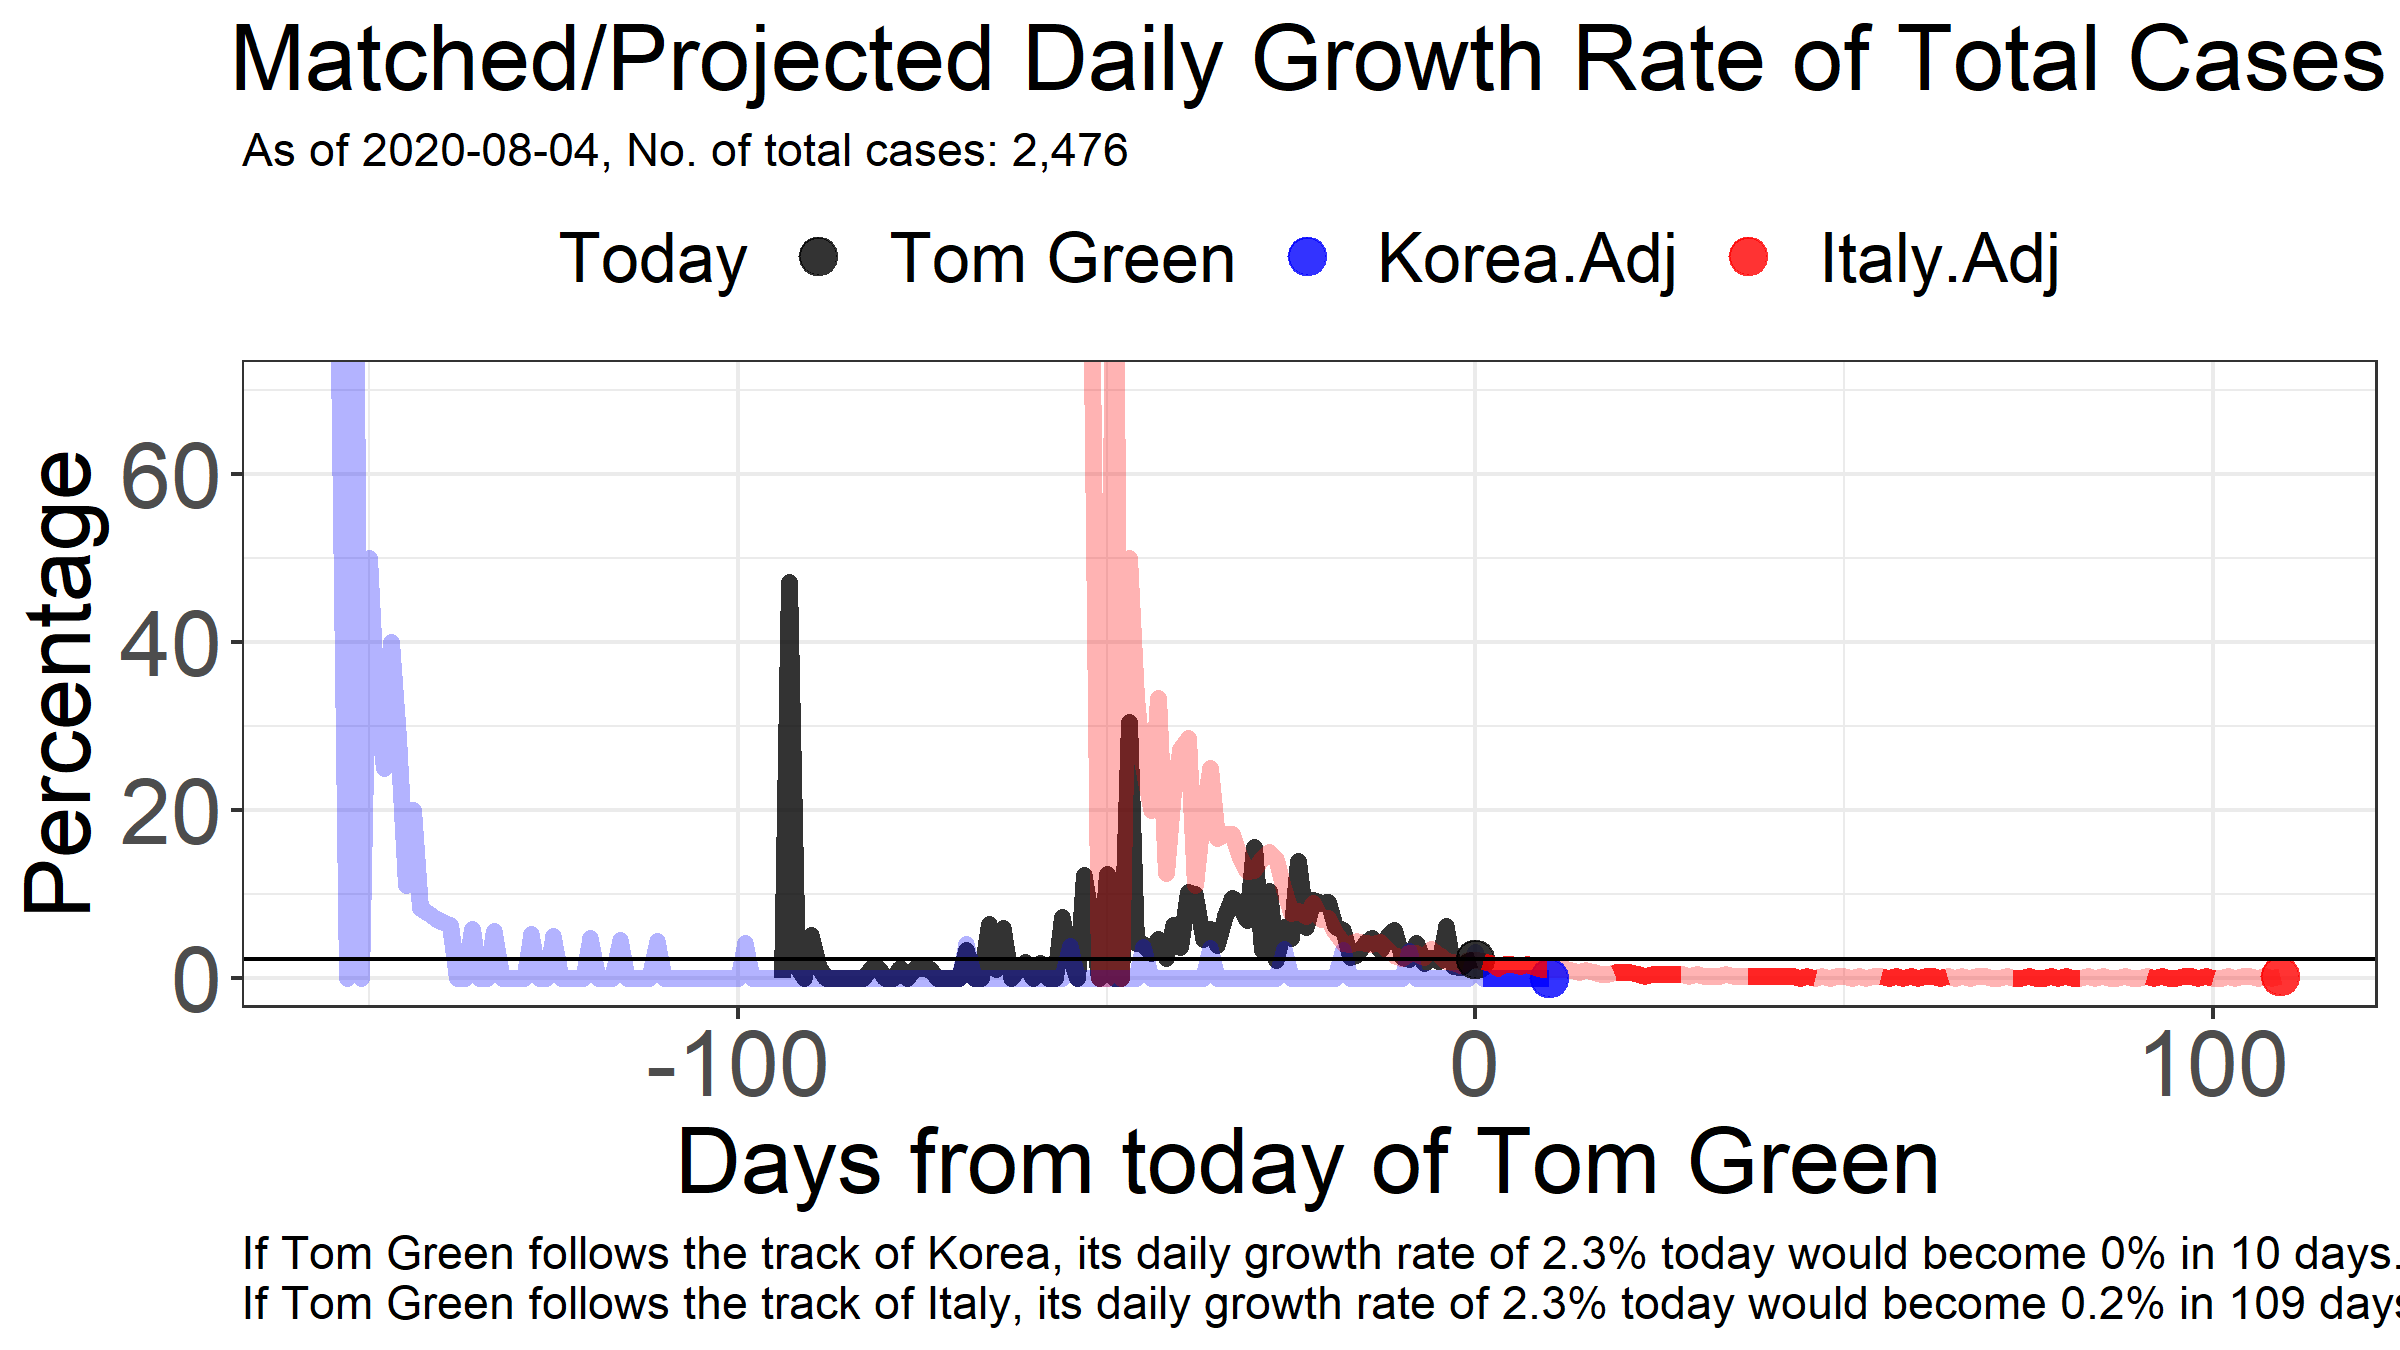 Matched/Projected Daily Growth Rate of Total Cases
As of 2020-08-04, No. of total cases: 2,476
Today Tom Green Korea.Adj Italy.Adj
Percentage
60
40
20
0
-100 0 100
Days from today of Tom Green
If Tom Green follows the track of Korea, its daily growth rate of 2.3% today would become 0% in 10 days.
If Tom Green follows the track of Italy, its daily growth rate of 2.3% today would become 0.2% in 109 days